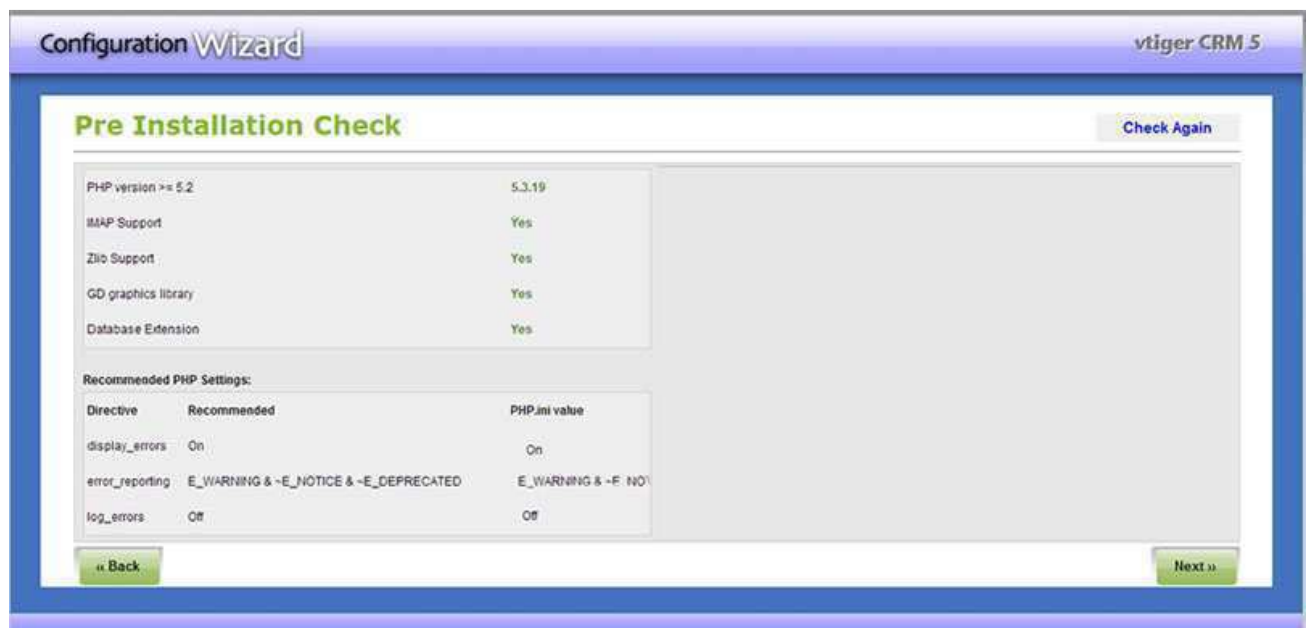 Configuration Wizard
vtiger CRM 5
Pre Installation Check
Check Again
PHP version >= 5.2 5.3.19
IMAP Support Yes
Zlib Support Yes
GD graphics library Yes
Database Extension Yes
Recommended PHP Settings:
Directive Recommended PHP.ini value
display_errors On On
error_reporting E_WARNING & ~E_NOTICE & ~E_DEPRECATED E_WARNING & ~E_NOT
log_errors Off Off
‹‹ Back
Next ››